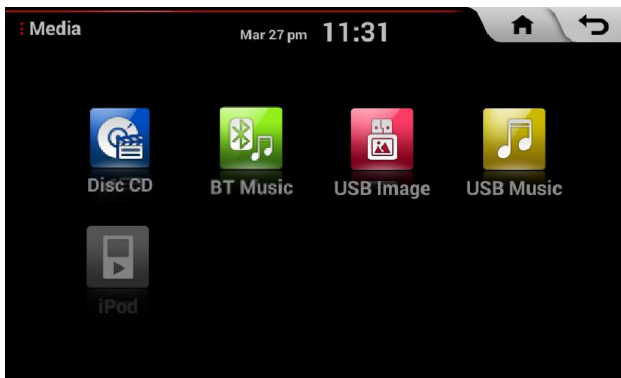 Media
Mar 27 pm 11:31
Disc CD
BT Music
USB Image
USB Music
iPod